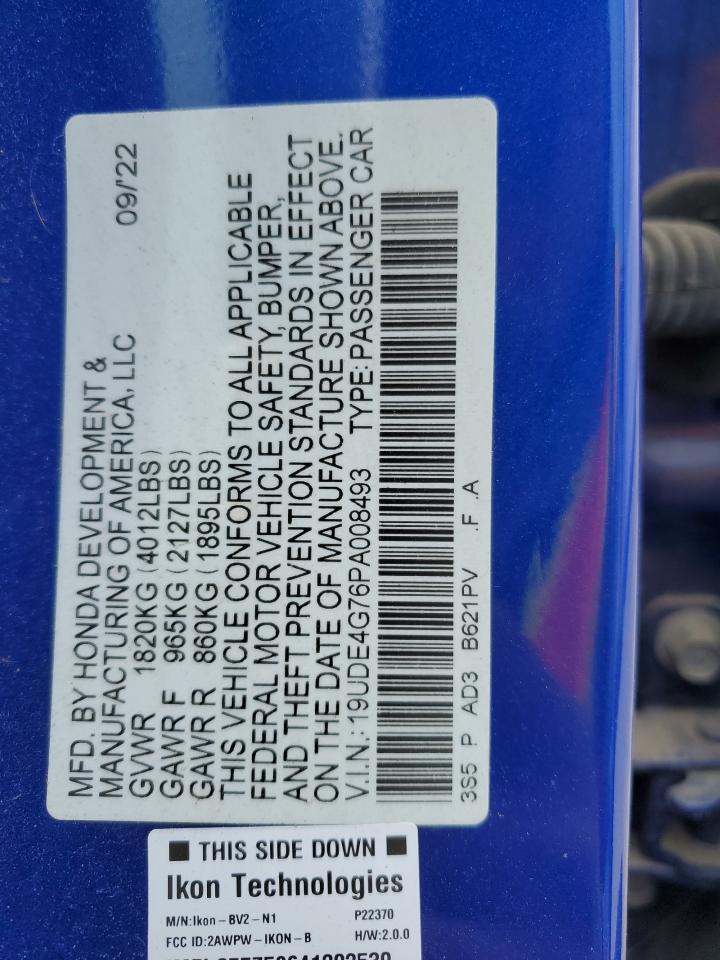 MFD. BY HONDA DEVELOPMENT &
MANUFACTURING OF AMERICA, LLC 09/'22
GVWR 1820KG (4012LBS)
GAWR F 965KG (2127LBS)
GAWR R 860KG (1895LBS)
THIS VEHICLE CONFORMS TO ALL APPLICABLE
FEDERAL MOTOR VEHICLE SAFETY, BUMPER,
AND THEFT PREVENTION STANDARDS IN EFFECT
ON THE DATE OF MANUFACTURE SHOWN ABOVE.
V.I.N.: 19UDE4G76PA008493 TYPE: PASSENGER CAR
3S5 P AD3 B621PV .F .A
THIS SIDE DOWN
Ikon Technologies
M/N:Ikon-BV2-N1 P22370
FCC ID:2AWPW-IKON-B H/W:2.0.0